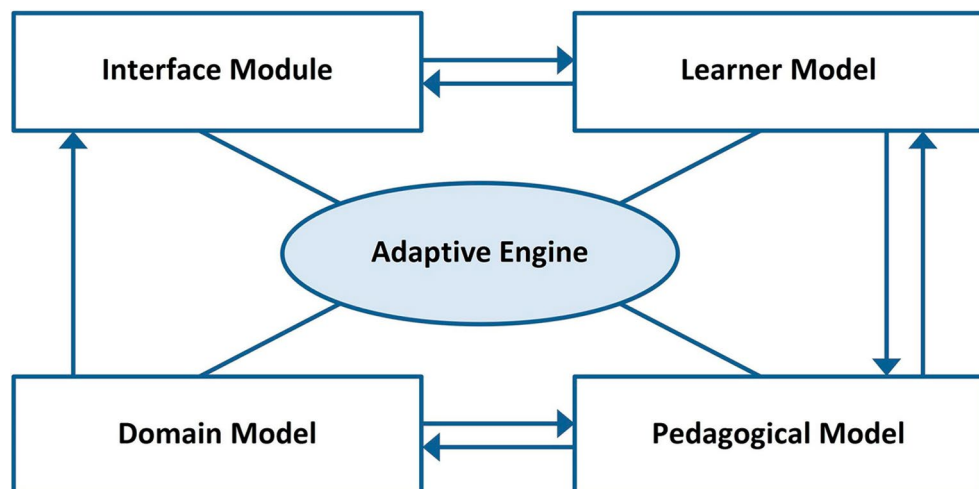 Interface Module
Learner Model
Adaptive Engine
Domain Model
Pedagogical Model